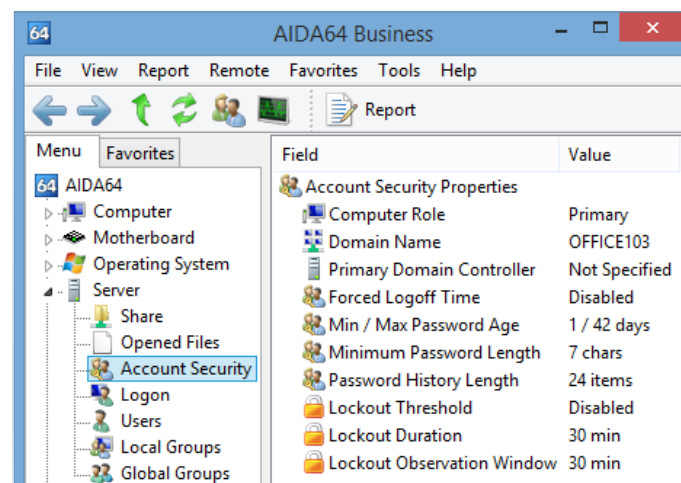 64 AIDA64 Business
File View Report Remote Favorites Tools Help
Report
Menu Favorites
Field Value
64 AIDA64
Computer
Motherboard
Operating System
Server
Share
Opened Files
Account Security
Logon
Users
Local Groups
Global Groups
Account Security Properties
Computer Role Primary
Domain Name OFFICE103
Primary Domain Controller Not Specified
Forced Logoff Time Disabled
Min / Max Password Age 1 / 42 days
Minimum Password Length 7 chars
Password History Length 24 items
Lockout Threshold Disabled
Lockout Duration 30 min
Lockout Observation Window 30 min